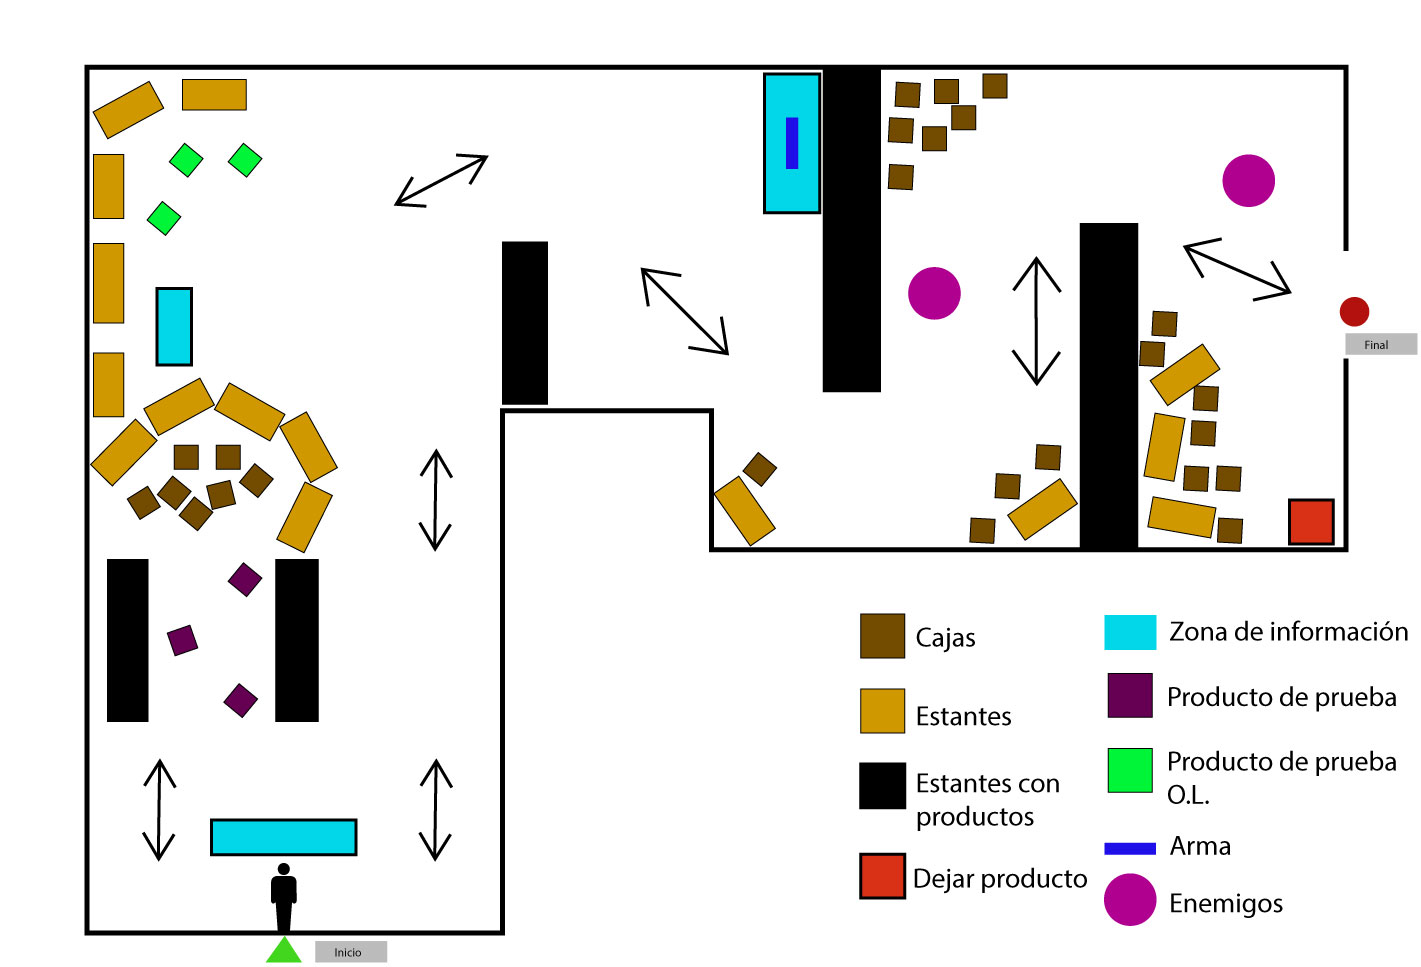 Final
Cajas
Estantes
Estantes con
productos
Dejar producto
Zona de información
Producto de prueba
Producto de prueba
O.L.
Arma
Enemigos
Inicio